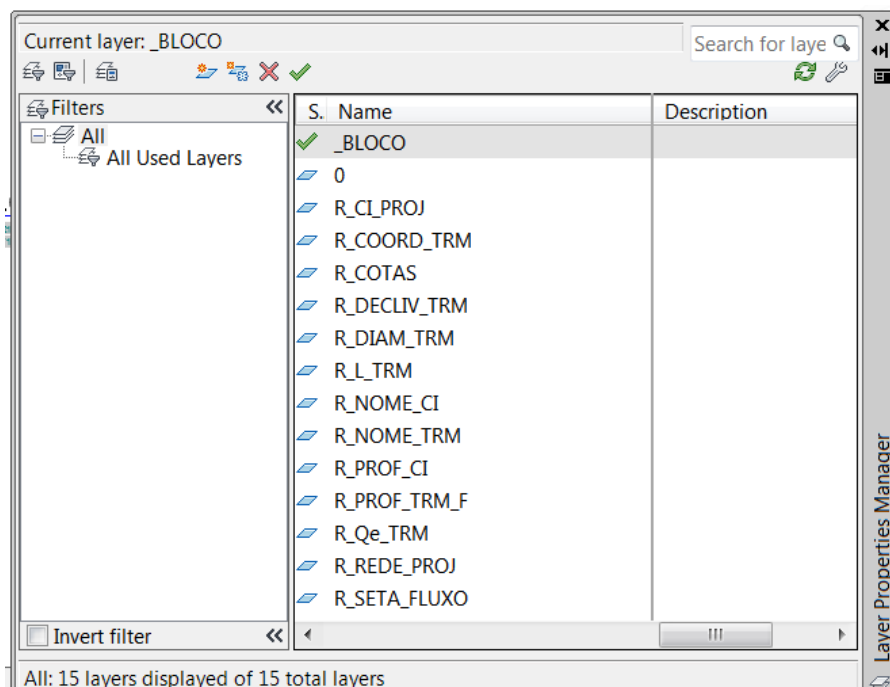 Current layer: _BLOCO
Search for laye
Filters
All
All Used Layers
S. Name Description
_BLOCO
0
R_CI_PROJ
R_COORD_TRM
R_COTAS
R_DECLIV_TRM
R_DIAM_TRM
R_L_TRM
R_NOME_CI
R_NOME_TRM
R_PROF_CI
R_PROF_TRM_F
R_Qe_TRM
R_REDE_PROJ
R_SETA_FLUXO
Invert filter
All: 15 layers displayed of 15 total layers
Layer Properties Manager